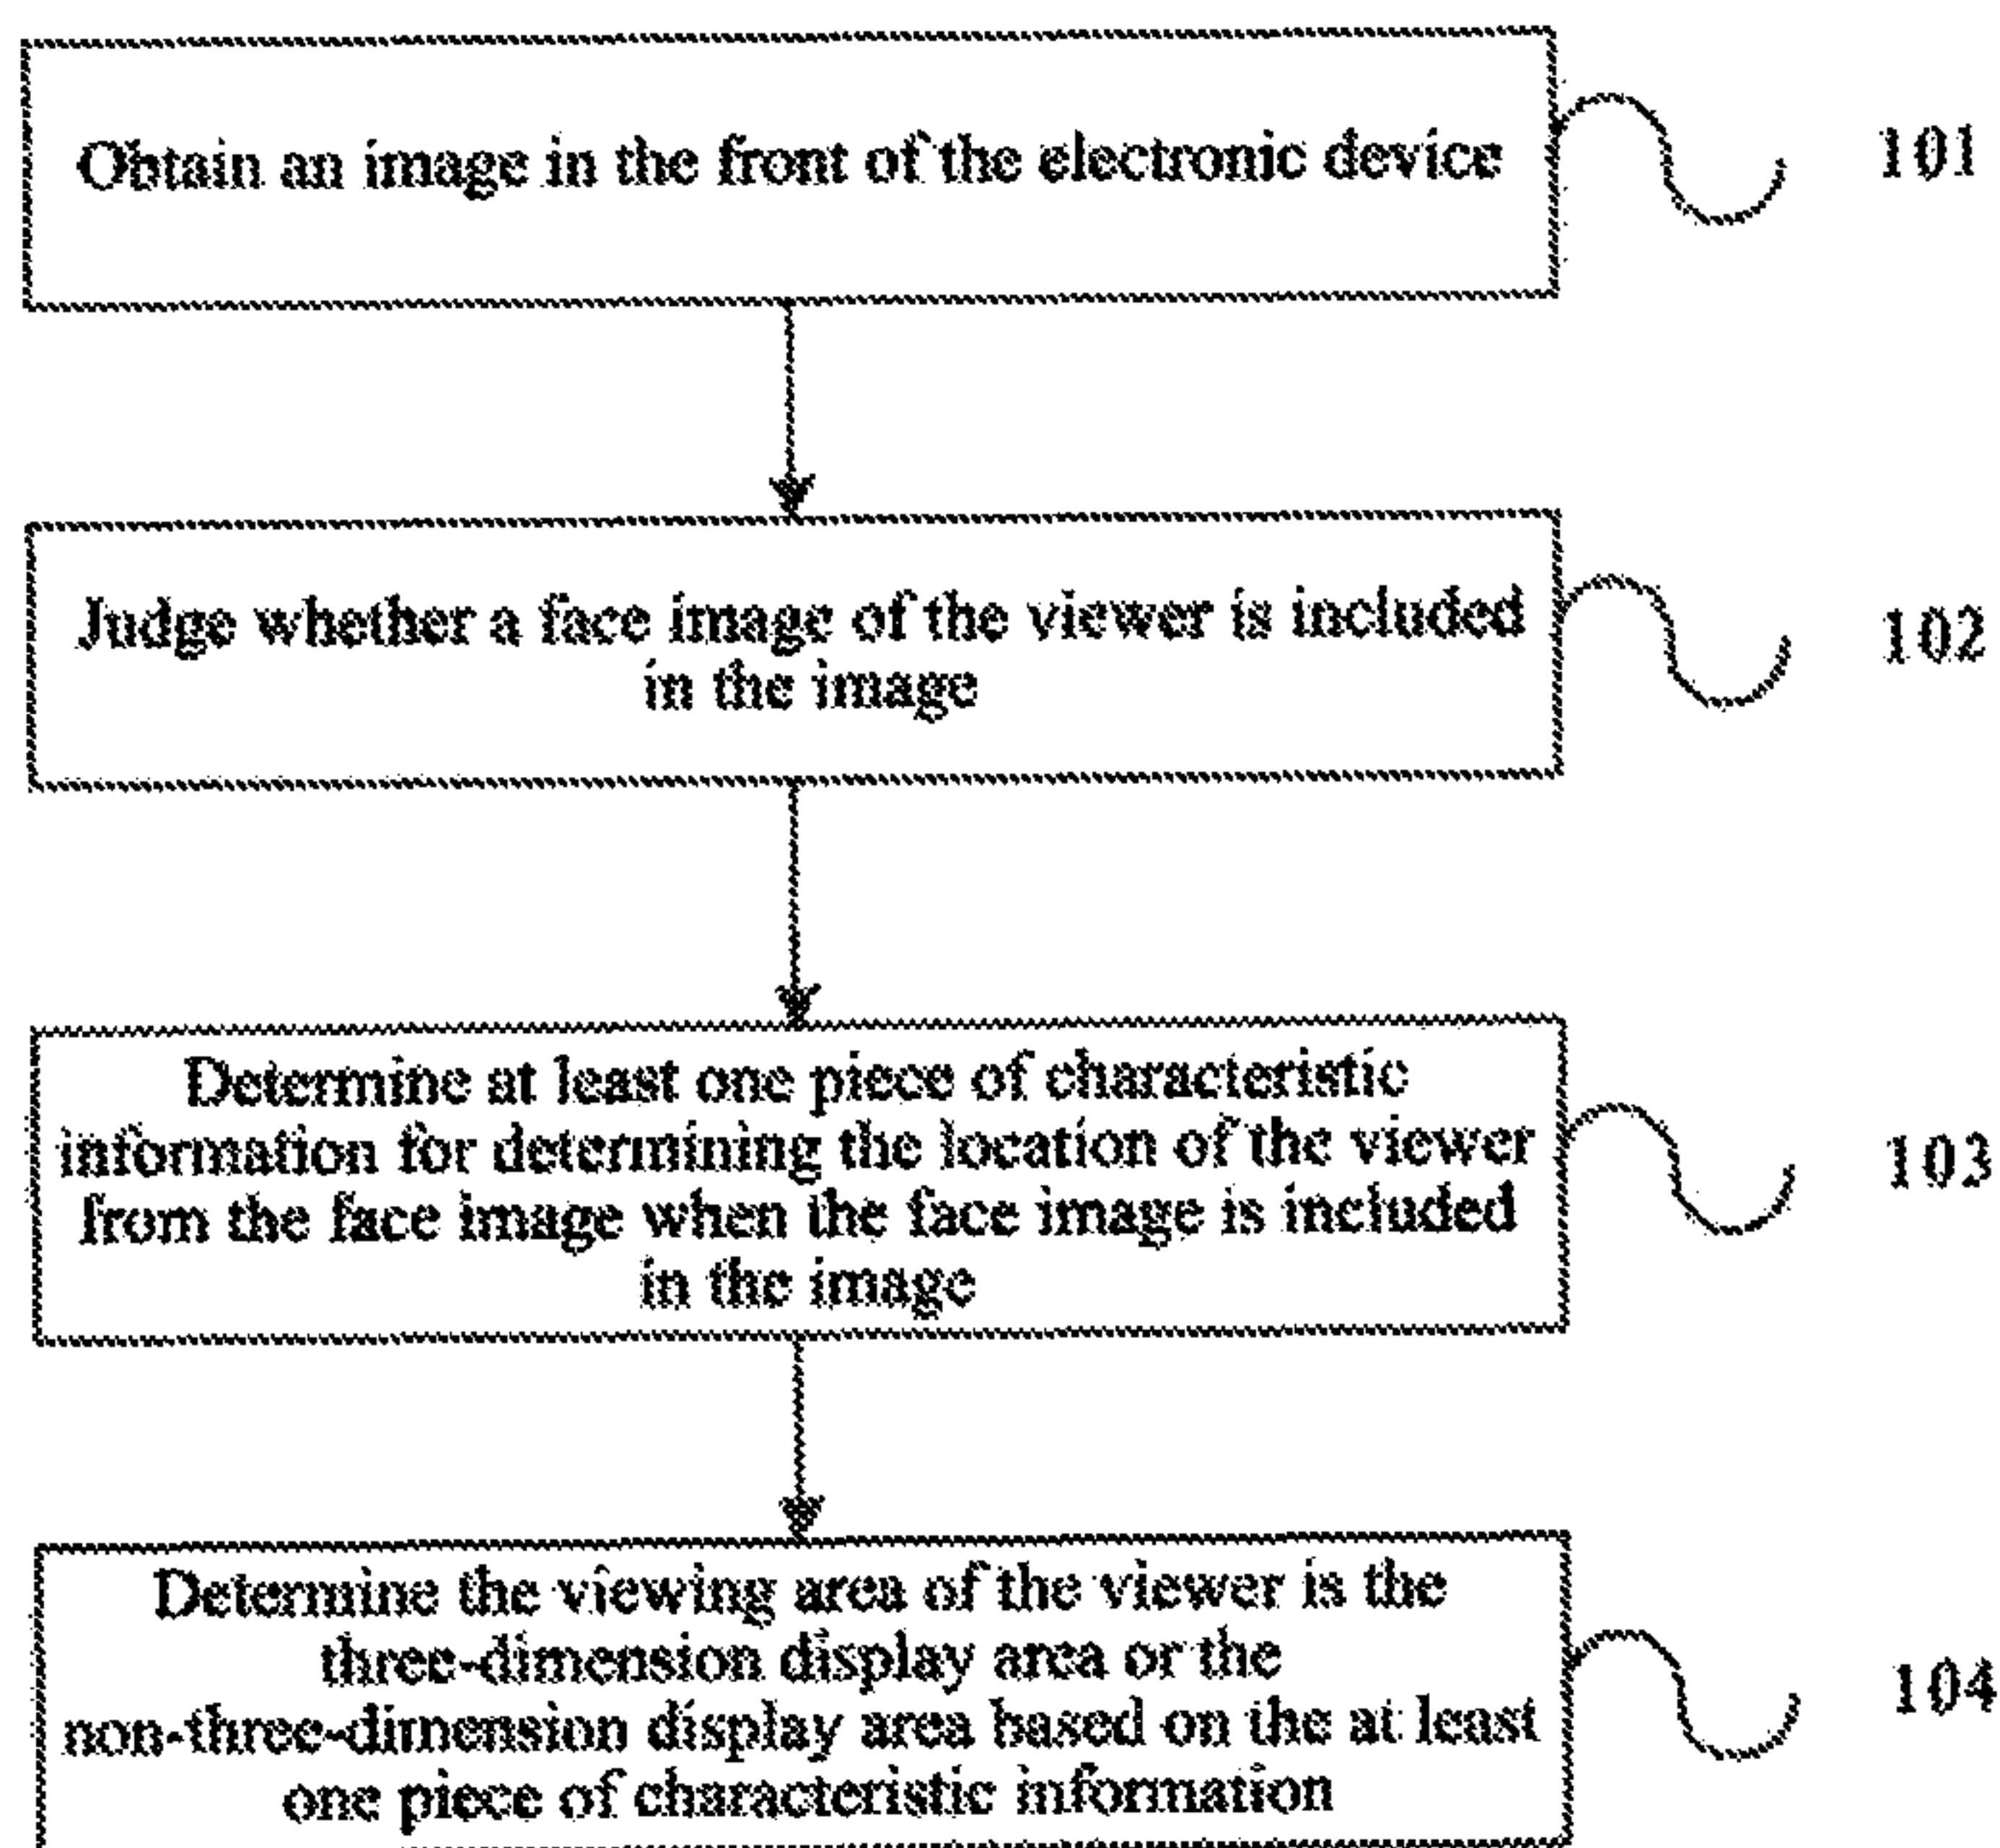 Obtain an image in the front of the electronic device
101
Judge whether a face image of the viewer is included
in the image
102
Determine at least one piece of characteristic
information for determining the location of the viewer
from the face image when the face image is included
in the image
103
Determine the viewing area of the viewer is the
three-dimension display area or the
non-three-dimension display area based on the at least
one piece of characteristic information
104